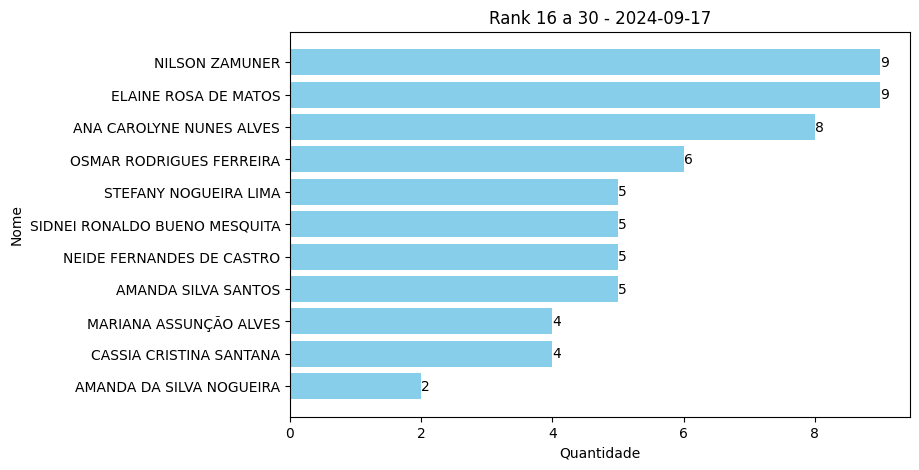 Rank 16 a 30 - 2024-09-17
Nome
NILSON ZAMUNER 9
ELAINE ROSA DE MATOS 9
ANA CAROLYNE NUNES ALVES 8
OSMAR RODRIGUES FERREIRA 6
STEFANY NOGUEIRA LIMA 5
SIDNEI RONALDO BUENO MESQUITA 5
NEIDE FERNANDES DE CASTRO 5
AMANDA SILVA SANTOS 5
MARIANA ASSUNÇÃO ALVES 4
CASSIA CRISTINA SANTANA 4
AMANDA DA SILVA NOGUEIRA 2
0 2 4 6 8
Quantidade